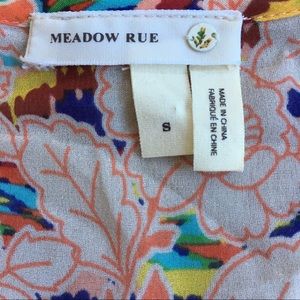 MEADOW RUE
S
MADE IN CHINA
FABRIQUÉ EN CHINE